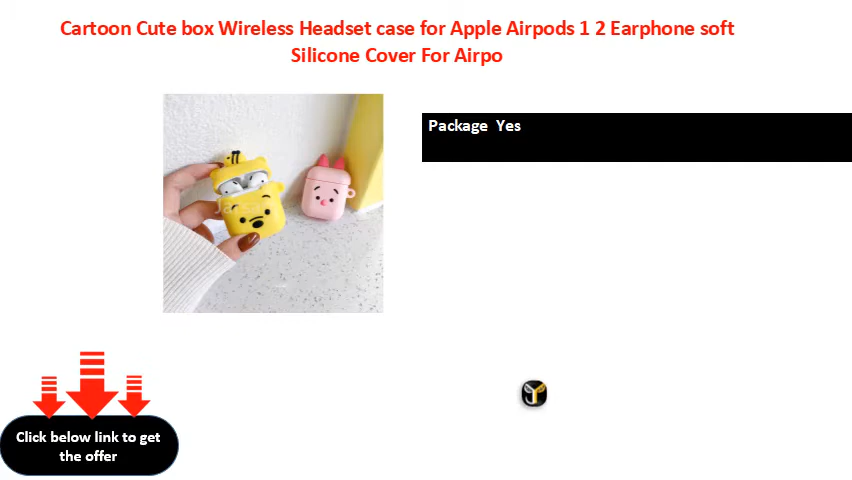 Cartoon Cute box Wireless Headset case for Apple Airpods 1 2 Earphone soft
Silicone Cover For Airpo
Package Yes
Click below link to get
the offer